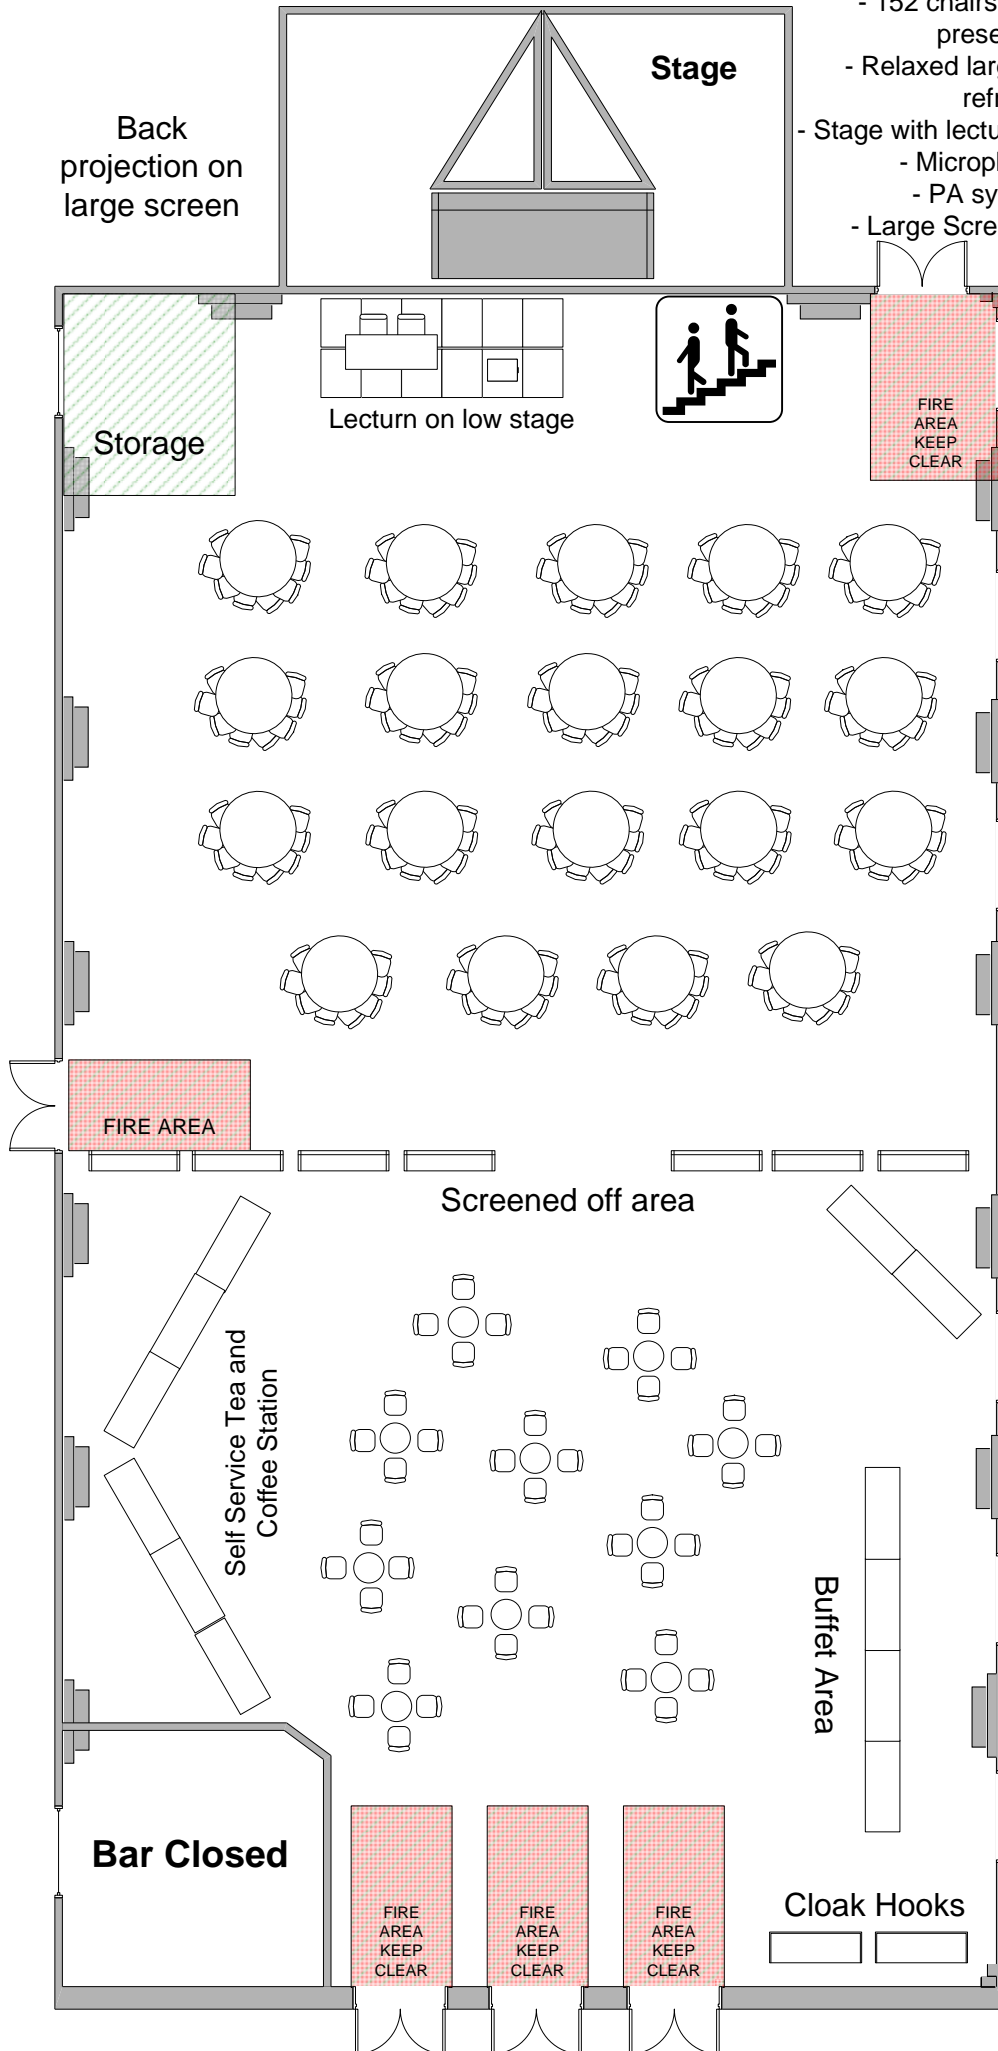 - 152 chairs
prese
- Relaxed larg
refr
- Stage with lectu
- Microph
- PA sy
- Large Scre
Stage
Back
projection on
large screen
Storage
Lecturn on low stage
FIRE
AREA
KEEP
CLEAR
FIRE AREA
Screened off area
Self Service Tea and
Coffee Station
Buffet Area
Bar Closed
FIRE
AREA
KEEP
CLEAR
FIRE
AREA
KEEP
CLEAR
FIRE
AREA
KEEP
CLEAR
Cloak Hooks